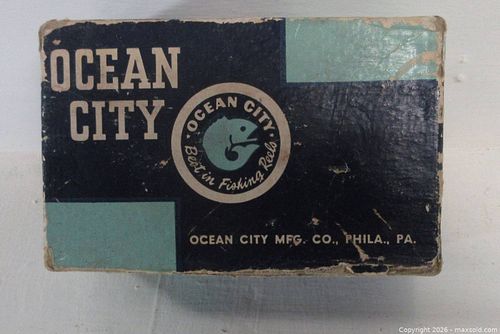 OCEAN
CITY
OCEAN CITY
Best in Fishing Reels
OCEAN CITY MFG. CO., PHILA., PA.
Copyright 2026 - maxsold.com